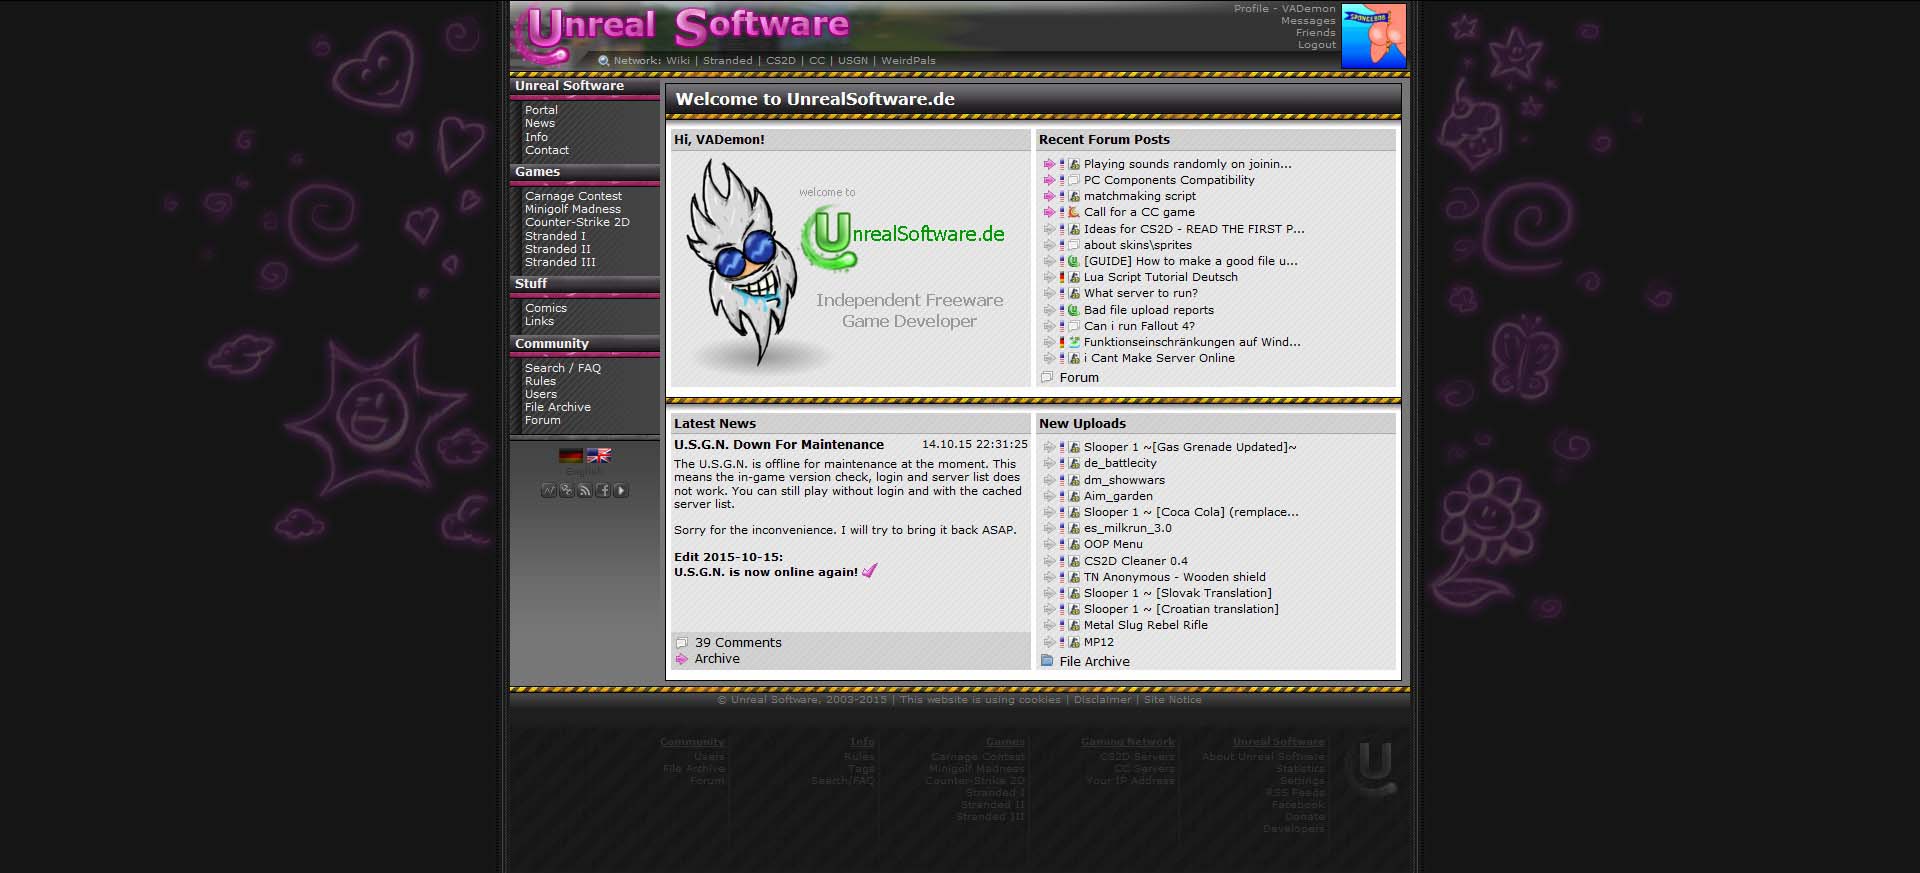 Unreal Software
Profile - VADemon
Messages
Friends
Logout
SPONGEBOB
Network: Wiki | Stranded | CS2D | CC | USGN | WeirdPals
Unreal Software
Portal
News
Info
Contact
Games
Carnage Contest
Minigolf Madness
Counter-Strike 2D
Stranded I
Stranded II
Stranded III
Stuff
Comics
Links
Community
Search / FAQ
Rules
Users
File Archive
Forum
English
Welcome to UnrealSoftware.de
Hi, VADemon!
welcome to
UnrealSoftware.de
Independent Freeware
Game Developer
Recent Forum Posts
Playing sounds randomly on joinin...
PC Components Compatibility
matchmaking script
Call for a CC game
Ideas for CS2D - READ THE FIRST P...
about skins\sprites
[GUIDE] How to make a good file u...
Lua Script Tutorial Deutsch
What server to run?
Bad file upload reports
Can i run Fallout 4?
Funktionseinschränkungen auf Wind...
i Cant Make Server Online
Forum
Latest News
U.S.G.N. Down For Maintenance 14.10.15 22:31:25
The U.S.G.N. is offline for maintenance at the moment. This
means the in-game version check, login and server list does
not work. You can still play without login and with the cached
server list.
Sorry for the inconvenience. I will try to bring it back ASAP.
Edit 2015-10-15:
U.S.G.N. is now online again!
39 Comments
Archive
New Uploads
Slooper 1 ~[Gas Grenade Updated]~
de_battlecity
dm_showwars
Aim_garden
Slooper 1 ~ [Coca Cola] (remplace...
es_milkrun_3.0
OOP Menu
CS2D Cleaner 0.4
TN Anonymous - Wooden shield
Slooper 1 ~ [Slovak Translation]
Slooper 1 ~ [Croatian translation]
Metal Slug Rebel Rifle
MP12
File Archive
© Unreal Software, 2003-2015 | This website is using cookies | Disclaimer | Site Notice
Community
Users
File Archive
Forum
Info
Rules
Tags
Search/FAQ
Games
Carnage Contest
Minigolf Madness
Counter-Strike 2D
Stranded I
Stranded II
Stranded III
Gaming Network
CS2D Servers
CC Servers
Your IP Address
Unreal Software
About Unreal Software
Statistics
Settings
RSS Feeds
Facebook
Donate
Developers
U